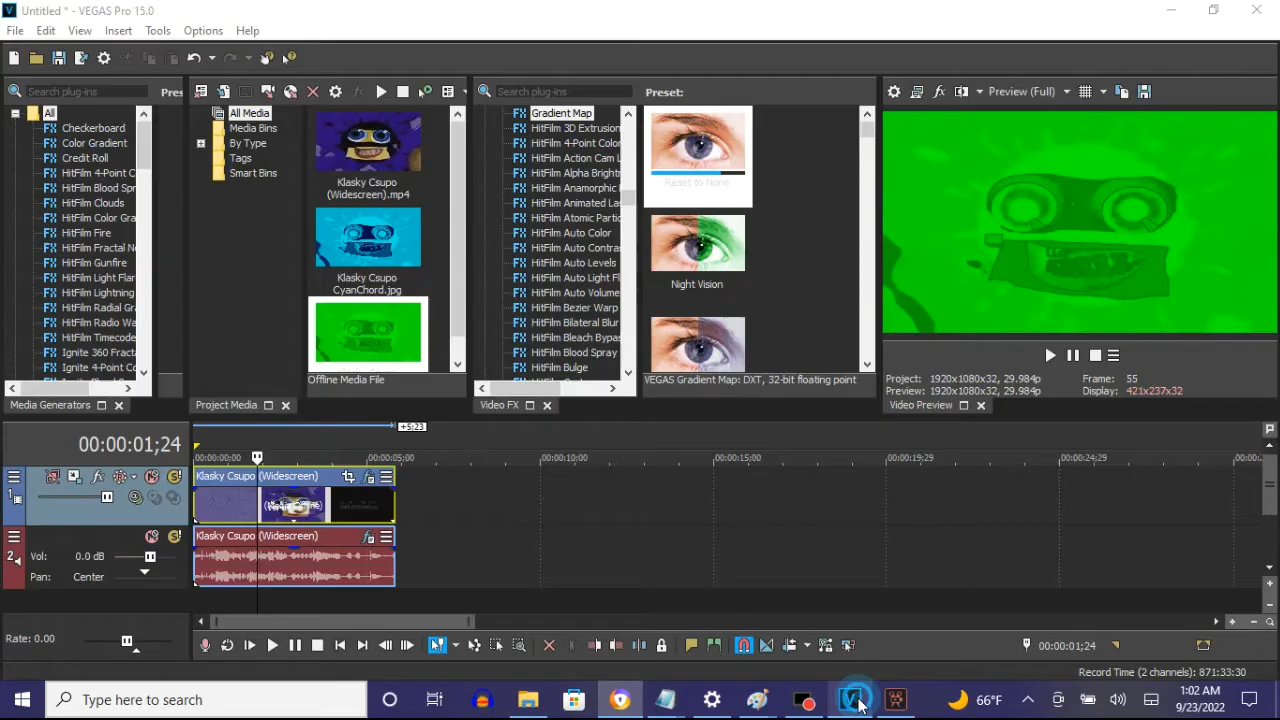 Untitled * - VEGAS Pro 15.0
File Edit View Insert Tools Options Help
Search plug-ins
Pres
All
Checkerboard
Color Gradient
Credit Roll
HitFilm 4-Point C
HitFilm Blood Spr
HitFilm Clouds
HitFilm Color Gra
HitFilm Fire
HitFilm Fractal N
HitFilm Gunfire
HitFilm Light Flar
HitFilm Lightning
HitFilm Radial Gra
HitFilm Radio Wa
HitFilm Timecode
Ignite 360 Fract
Ignite 4-Point Co
Media Generators
All Media
Media Bins
By Type
Tags
Smart Bins
Klasky Csupo
(Widescreen).mp4
Klasky Csupo
CyanChord.jpg
Offline Media File
Project Media
Search plug-ins
Preset:
Gradient Map
HitFilm 3D Extrusion
HitFilm 4-Point Color
HitFilm Action Cam L
HitFilm Alpha Bright
HitFilm Anamorphic
HitFilm Animated Las
HitFilm Atomic Partic
HitFilm Auto Color
HitFilm Auto Contra
HitFilm Auto Levels
HitFilm Auto Light F
HitFilm Auto Volume
HitFilm Bezier Warp
HitFilm Bilateral Blur
HitFilm Bleach Bypas
HitFilm Blood Spray
HitFilm Bulge
Reset to None
Night Vision
VEGAS Gradient Map: DXT, 32-bit floating point
Video FX
Preview (Full)
Project: 1920x1080x32, 29.984p
Frame: 55
Preview: 1920x1080x32, 29.984p
Display: 421x237x32
Video Preview
00:00:01;24
+5;23
00:00:00;00
00:00:05;00
00:00:10;00
00:00:15;00
00:00:19;29
00:00:24;29
1
Klasky Csupo (Widescreen)
(Media Offline)
2
Vol: 0.0 dB
Pan: Center
Klasky Csupo (Widescreen)
Rate: 0.00
00:00:01;24
Record Time (2 channels): 871:33:30
Type here to search
66°F
1:02 AM
9/23/2022